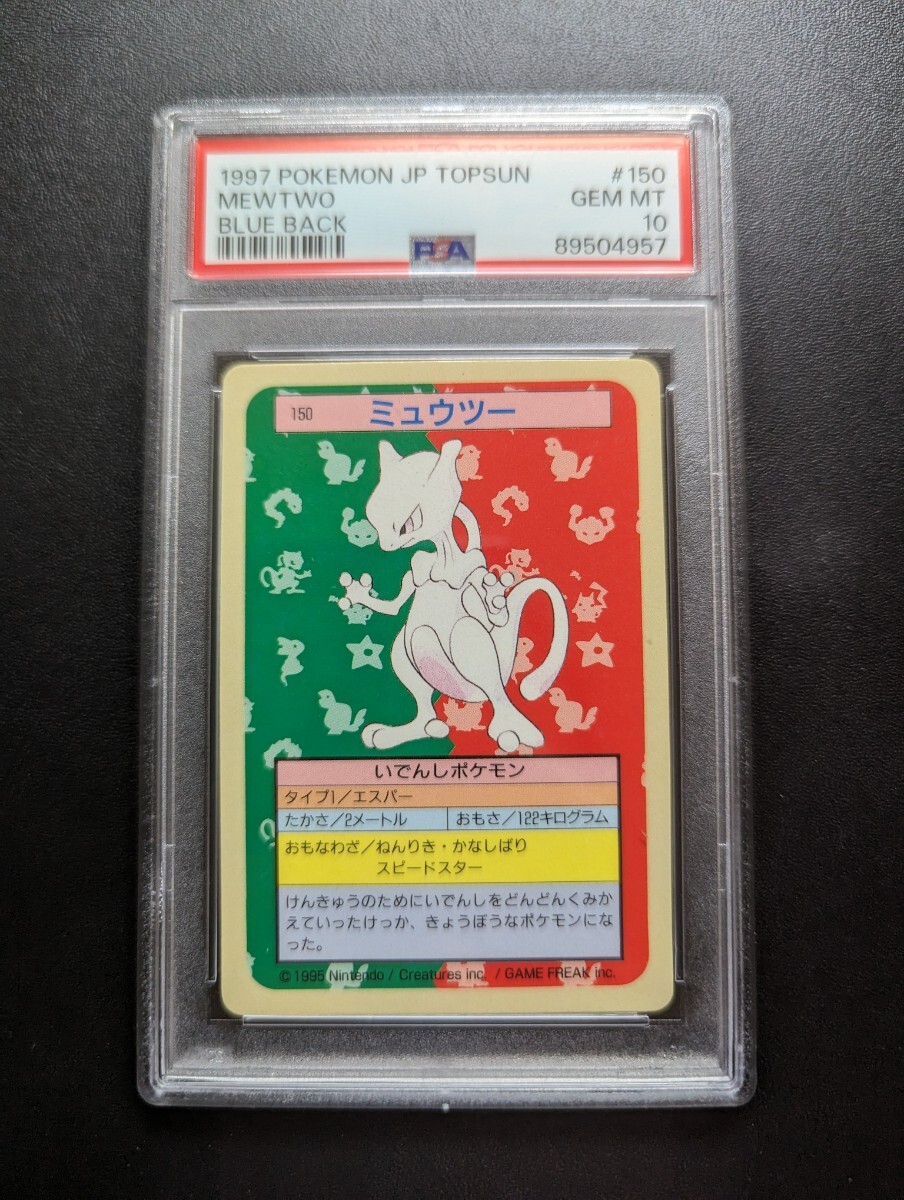 1997 POKEMON JP TOPSUN #150
MEWTWO GEM MT
BLUE BACK 10
PSA 89504957
150 ミュウツー
いでんしポケモン
タイプ1/エスパー
たかさ/2メートル おもさ/122キログラム
おもなわざ/ねんりき・かなしばり
スピードスター
けんきゅうのためにいでんしをどんどんくみか
えていったけっか、きょうぼうなポケモンにな
った。
©1995 Nintendo / Creatures inc. / GAME FREAK inc.